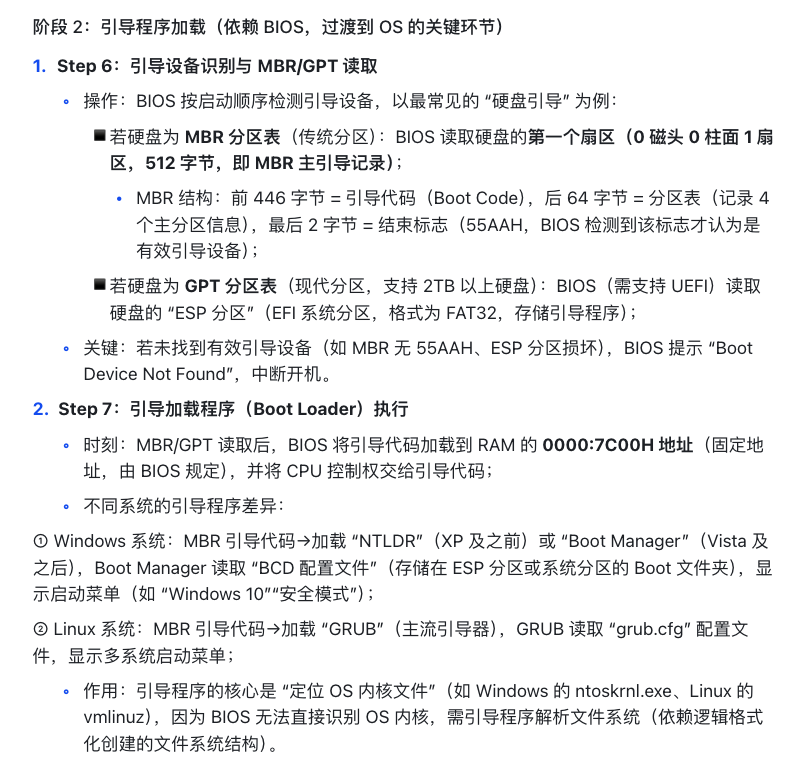 阶段 2：引导程序加载（依赖 BIOS，过渡到 OS 的关键环节）
1. Step 6：引导设备识别与 MBR/GPT 读取
操作：BIOS 按启动顺序检测引导设备，以最常见的 “硬盘引导” 为例：
若硬盘为 MBR 分区表（传统分区）：BIOS 读取硬盘的第一个扇区（0 磁头 0 柱面 1 扇
区，512 字节，即 MBR 主引导记录）；
MBR 结构：前 446 字节 = 引导代码（Boot Code），后 64 字节 = 分区表（记录 4
个主分区信息），最后 2 字节 = 结束标志（55AAH，BIOS 检测到该标志才认为是
有效引导设备）；
若硬盘为 GPT 分区表（现代分区，支持 2TB 以上硬盘）：BIOS（需支持 UEFI）读取
硬盘的 “ESP 分区”（EFI 系统分区，格式为 FAT32，存储引导程序）；
关键：若未找到有效引导设备（如 MBR 无 55AAH、ESP 分区损坏），BIOS 提示 “Boot
Device Not Found”，中断开机。
2. Step 7：引导加载程序（Boot Loader）执行
时刻：MBR/GPT 读取后，BIOS 将引导代码加载到 RAM 的 0000:7C00H 地址（固定地
址，由 BIOS 规定），并将 CPU 控制权交给引导代码；
不同系统的引导程序差异：
① Windows 系统：MBR 引导代码→加载 “NTLDR”（XP 及之前）或 “Boot Manager”（Vista 及
之后），Boot Manager 读取 “BCD 配置文件”（存储在 ESP 分区或系统分区的 Boot 文件夹），显
示启动菜单（如 “Windows 10”“安全模式”）；
② Linux 系统：MBR 引导代码→加载 “GRUB”（主流引导器），GRUB 读取 “grub.cfg” 配置文
件，显示多系统启动菜单；
作用：引导程序的核心是 “定位 OS 内核文件”（如 Windows 的 ntoskrnl.exe、Linux 的
vmlinuz），因为 BIOS 无法直接识别 OS 内核，需引导程序解析文件系统（依赖逻辑格式
化创建的文件系统结构）。